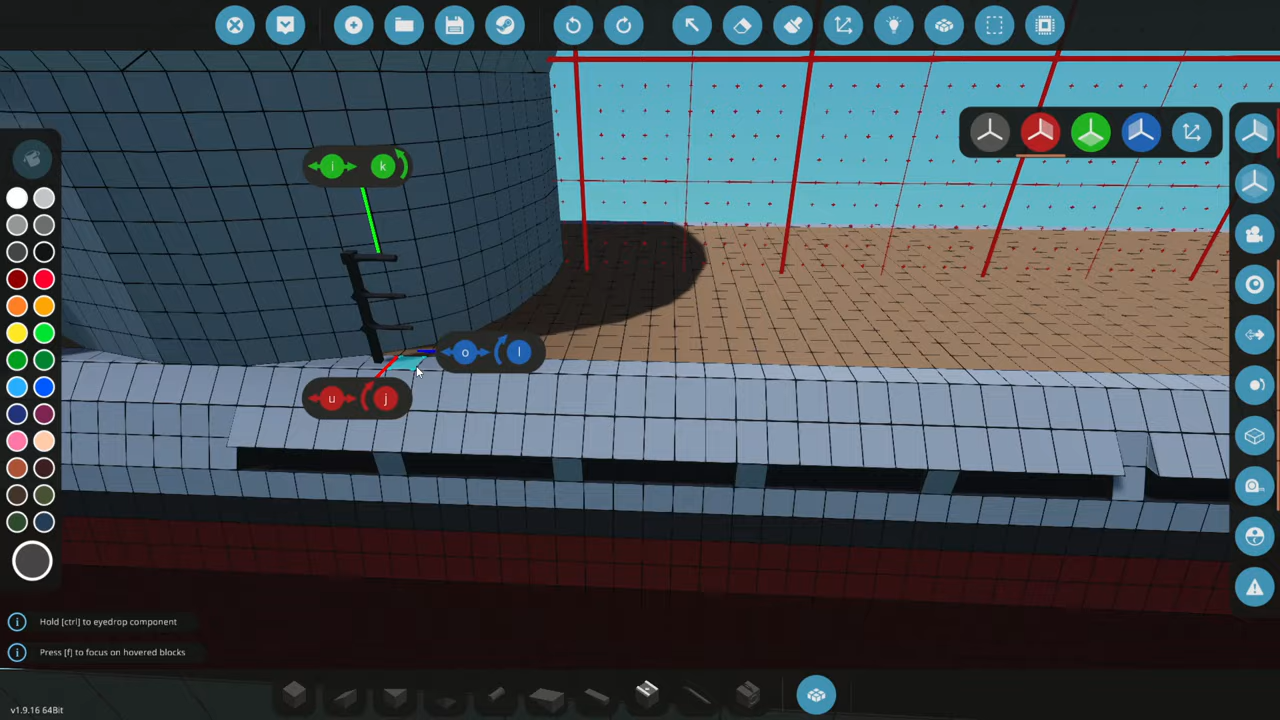 i k
o l
u j
Hold [ctrl] to eyedrop component
Press [f] to focus on hovered blocks
v1.9.16 64Bit